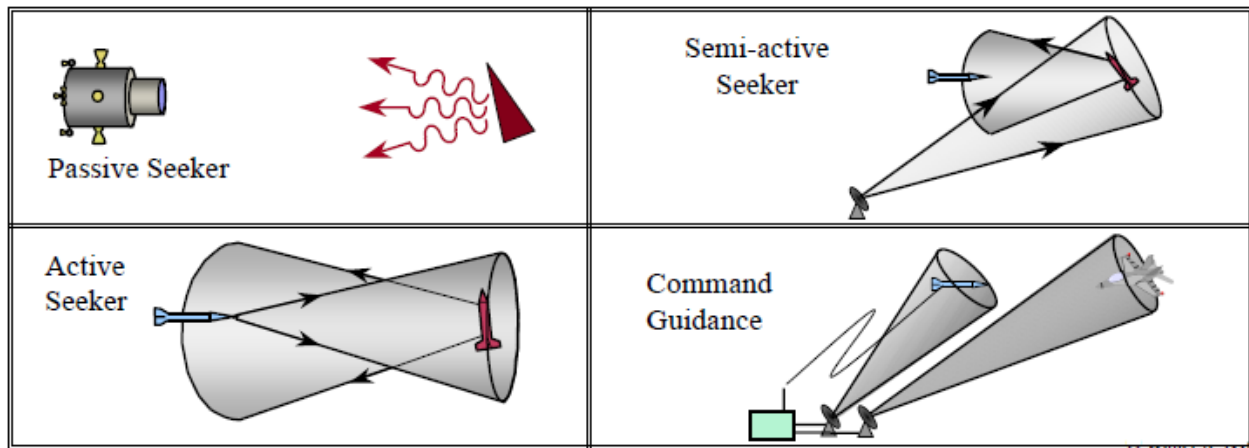 Passive Seeker
Semi-active
Seeker
Active
Seeker
Command
Guidance